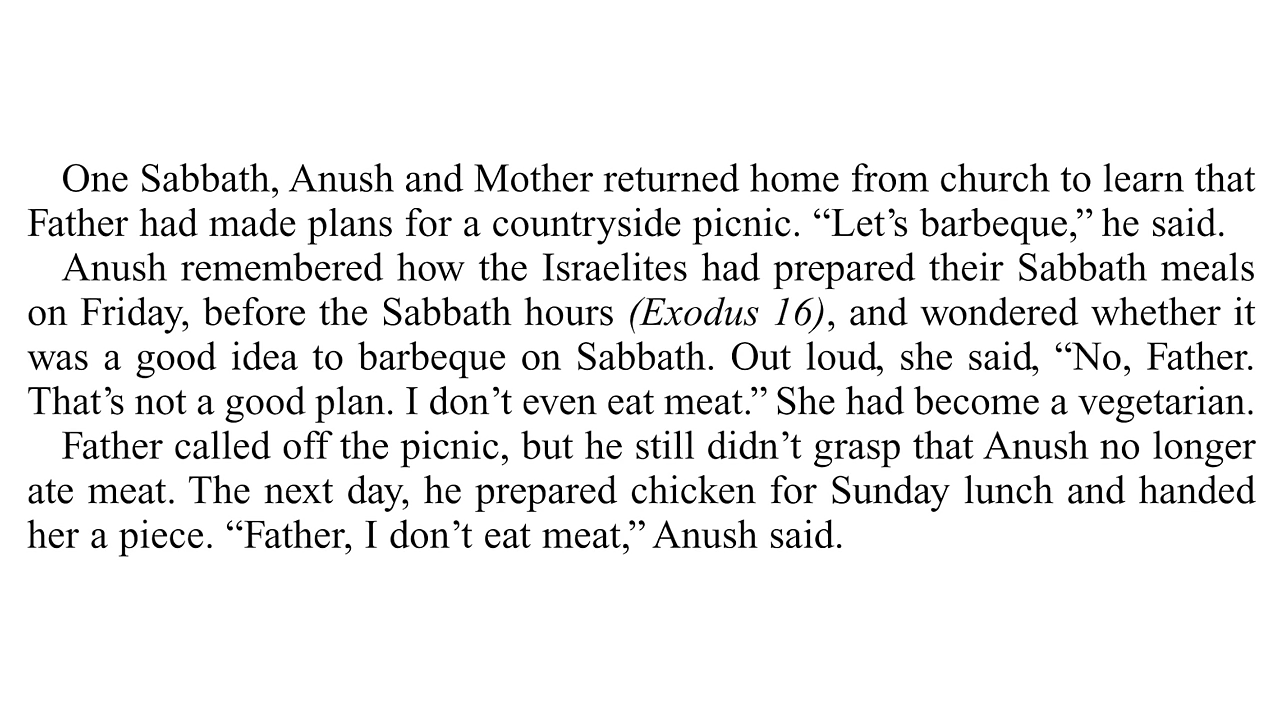 One Sabbath, Anush and Mother returned home from church to learn that
Father had made plans for a countryside picnic. “Let’s barbeque,” he said.
Anush remembered how the Israelites had prepared their Sabbath meals
on Friday, before the Sabbath hours (Exodus 16), and wondered whether it
was a good idea to barbeque on Sabbath. Out loud, she said, “No, Father.
That’s not a good plan. I don’t even eat meat.” She had become a vegetarian.
Father called off the picnic, but he still didn’t grasp that Anush no longer
ate meat. The next day, he prepared chicken for Sunday lunch and handed
her a piece. “Father, I don’t eat meat,” Anush said.